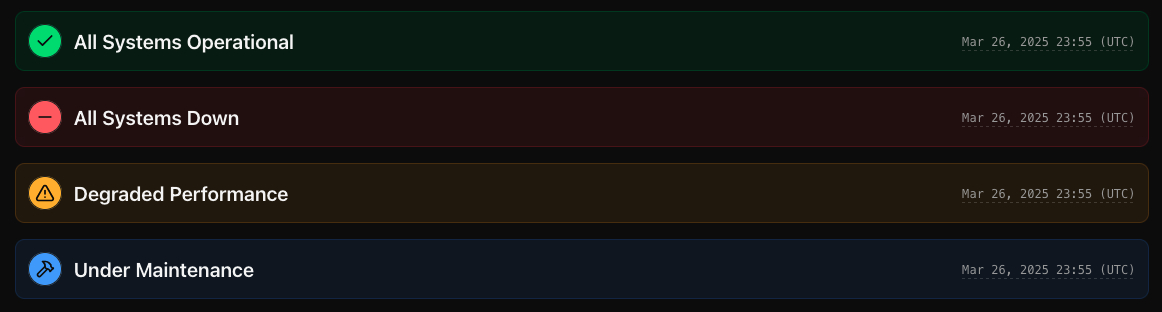 All Systems Operational Mar 26, 2025 23:55 (UTC)
All Systems Down Mar 26, 2025 23:55 (UTC)
Degraded Performance Mar 26, 2025 23:55 (UTC)
Under Maintenance Mar 26, 2025 23:55 (UTC)